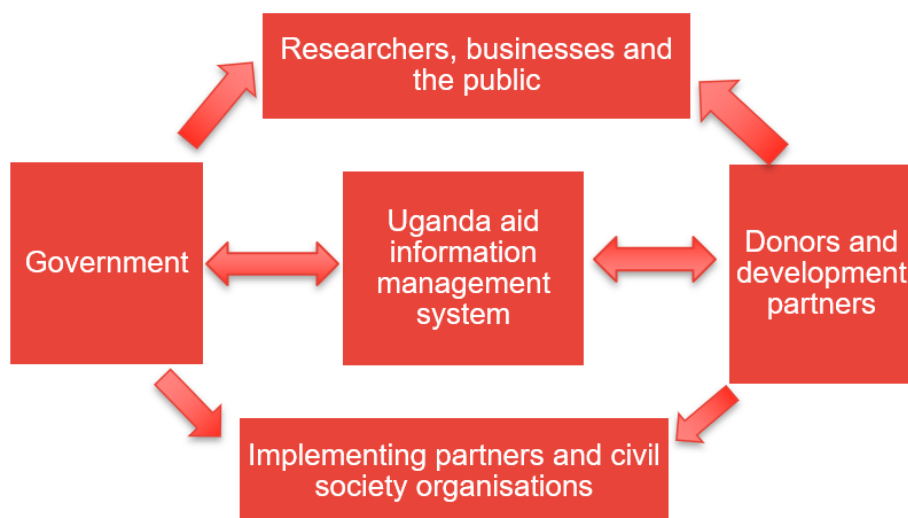 Researchers, businesses and
the public
Government
Uganda aid
information
management
system
Donors and
development
partners
Implementing partners and civil
society organisations